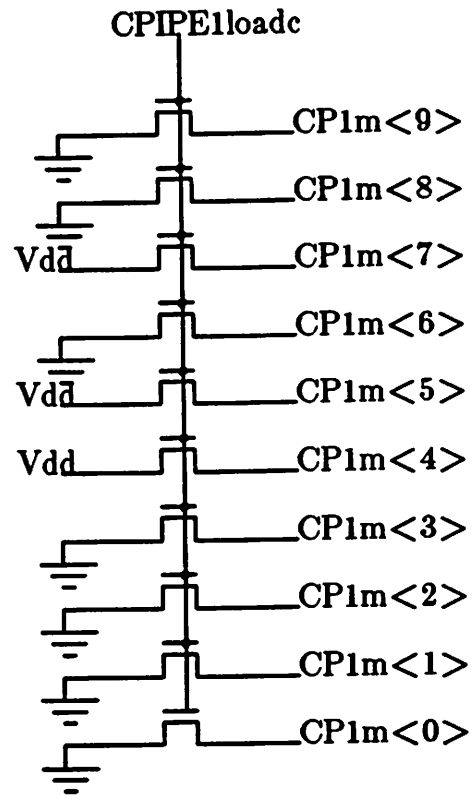 CPIPE1loadc
CP1m<9>
CP1m<8>
Vdd CP1m<7>
CP1m<6>
Vdd CP1m<5>
Vdd CP1m<4>
CP1m<3>
CP1m<2>
CP1m<1>
CP1m<0>